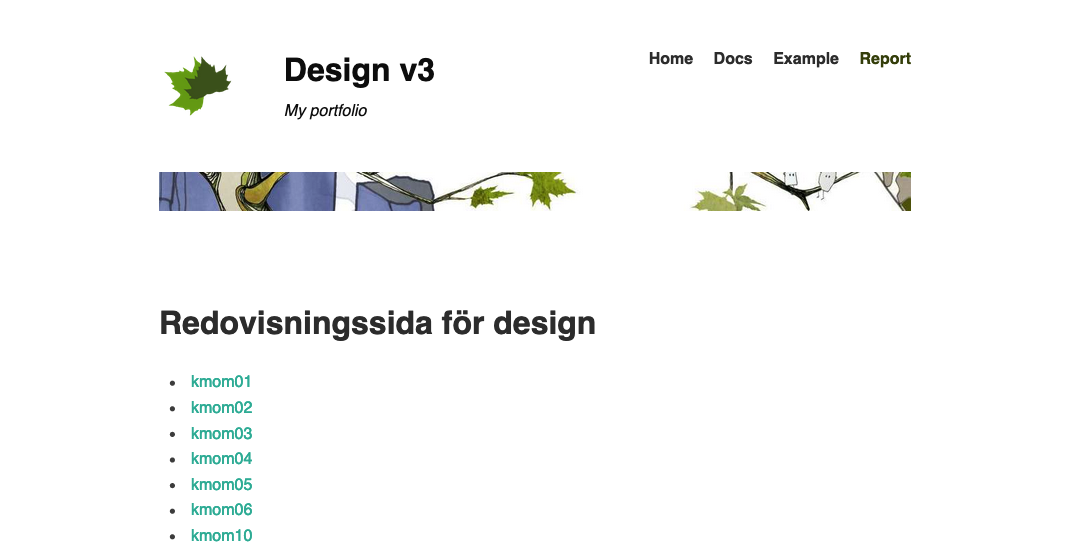 Design v3
My portfolio
Home Docs Example Report
Redovisningssida för design
kmom01
kmom02
kmom03
kmom04
kmom05
kmom06
kmom10